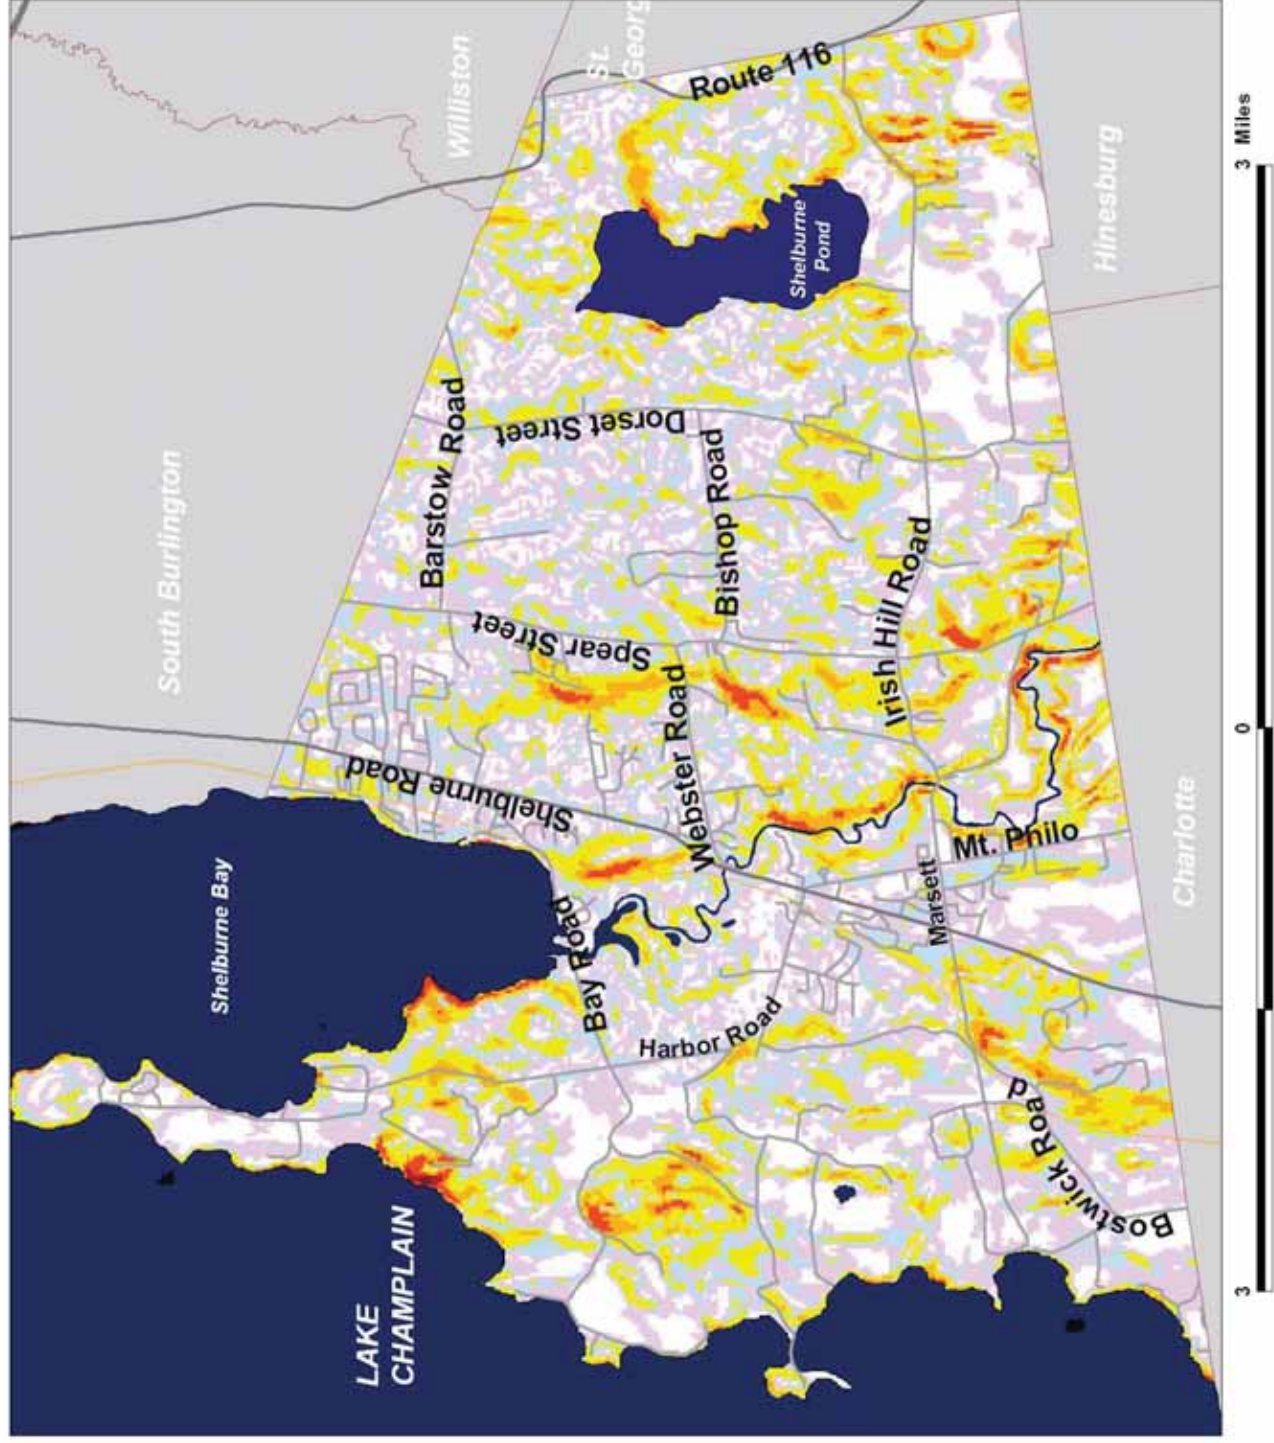 Williston
St.
Georg
Route 116
South Burlington
Barstow Road
Dorset Street
Bishop Road
Shelburne
Pond
Hinesburg
Spear Street
Irish Hill Road
Shelburne Road
Webster Road
Shelburne Bay
Bay Road
Harbor Road
Marsett
Mt. Philo
Charlotte
LAKE
CHAMPLAIN
Bostwick Road
3 0 3 Miles